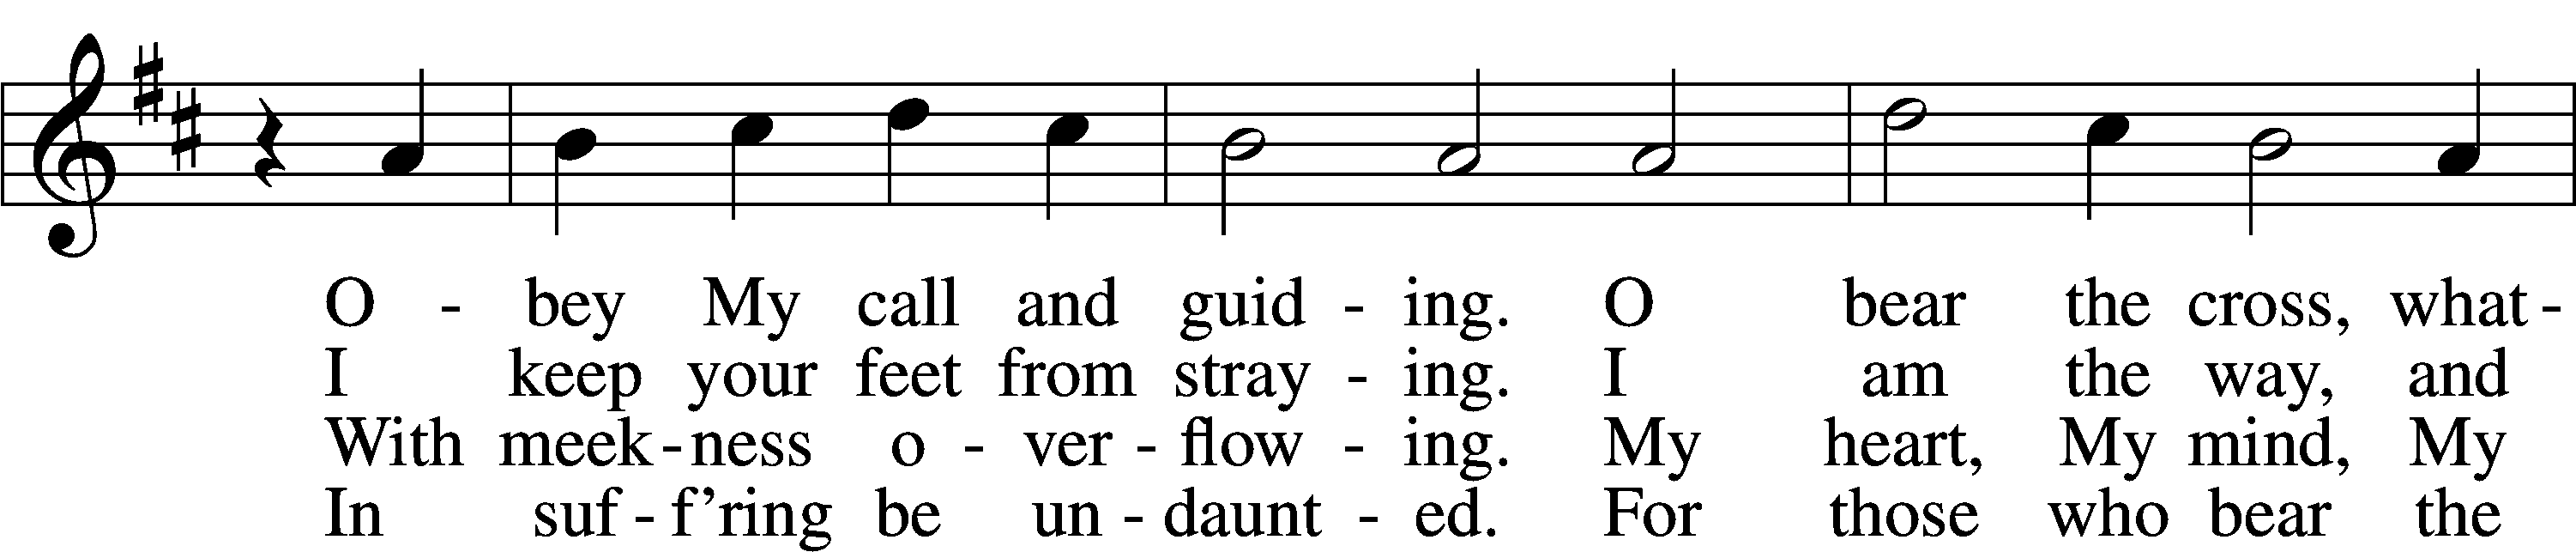 O - bey My call and guid - ing. O bear the cross, what -
I keep your feet from stray - ing. I am the way, and
With meek - ness o - ver - flow - ing. My heart, My mind, My
In suf - f’ring be un - daunt - ed. For those who bear the